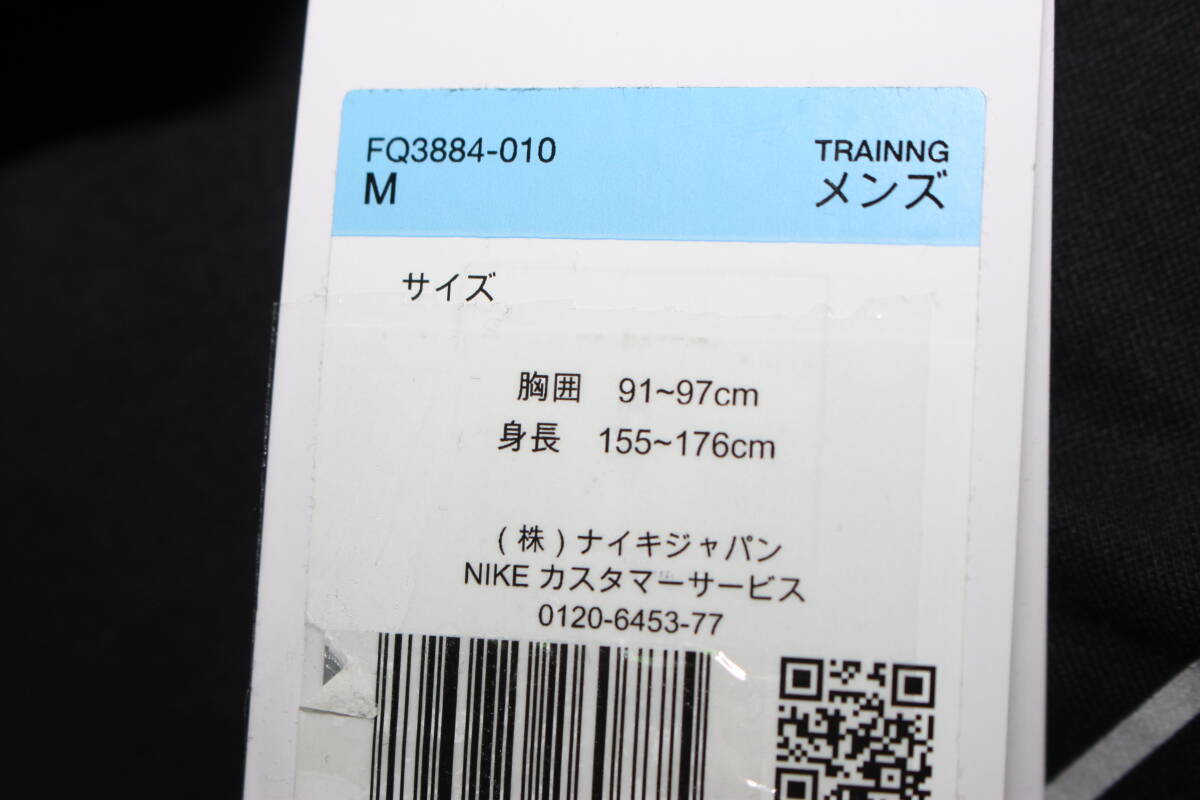 FQ3884-010 TRAINNG
M メンズ
サイズ
胸囲 91~97cm
身長 155~176cm
(株)ナイキジャパン
NIKE カスタマーサービス
0120-6453-77